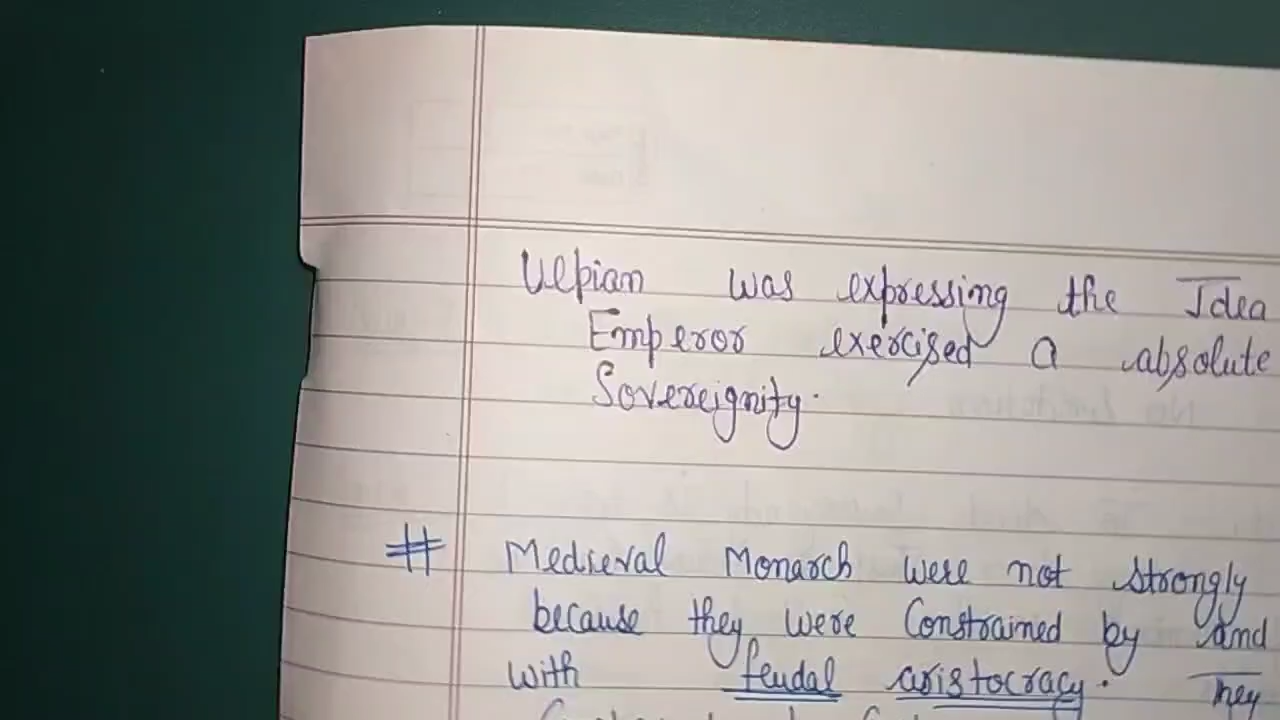 Ulpian was expressing the Idea
Emperor exercised a absolute
Sovereignity.
# Medieval Monarch were not strongly
because they were Constrained by and
with feudal aristocracy. They